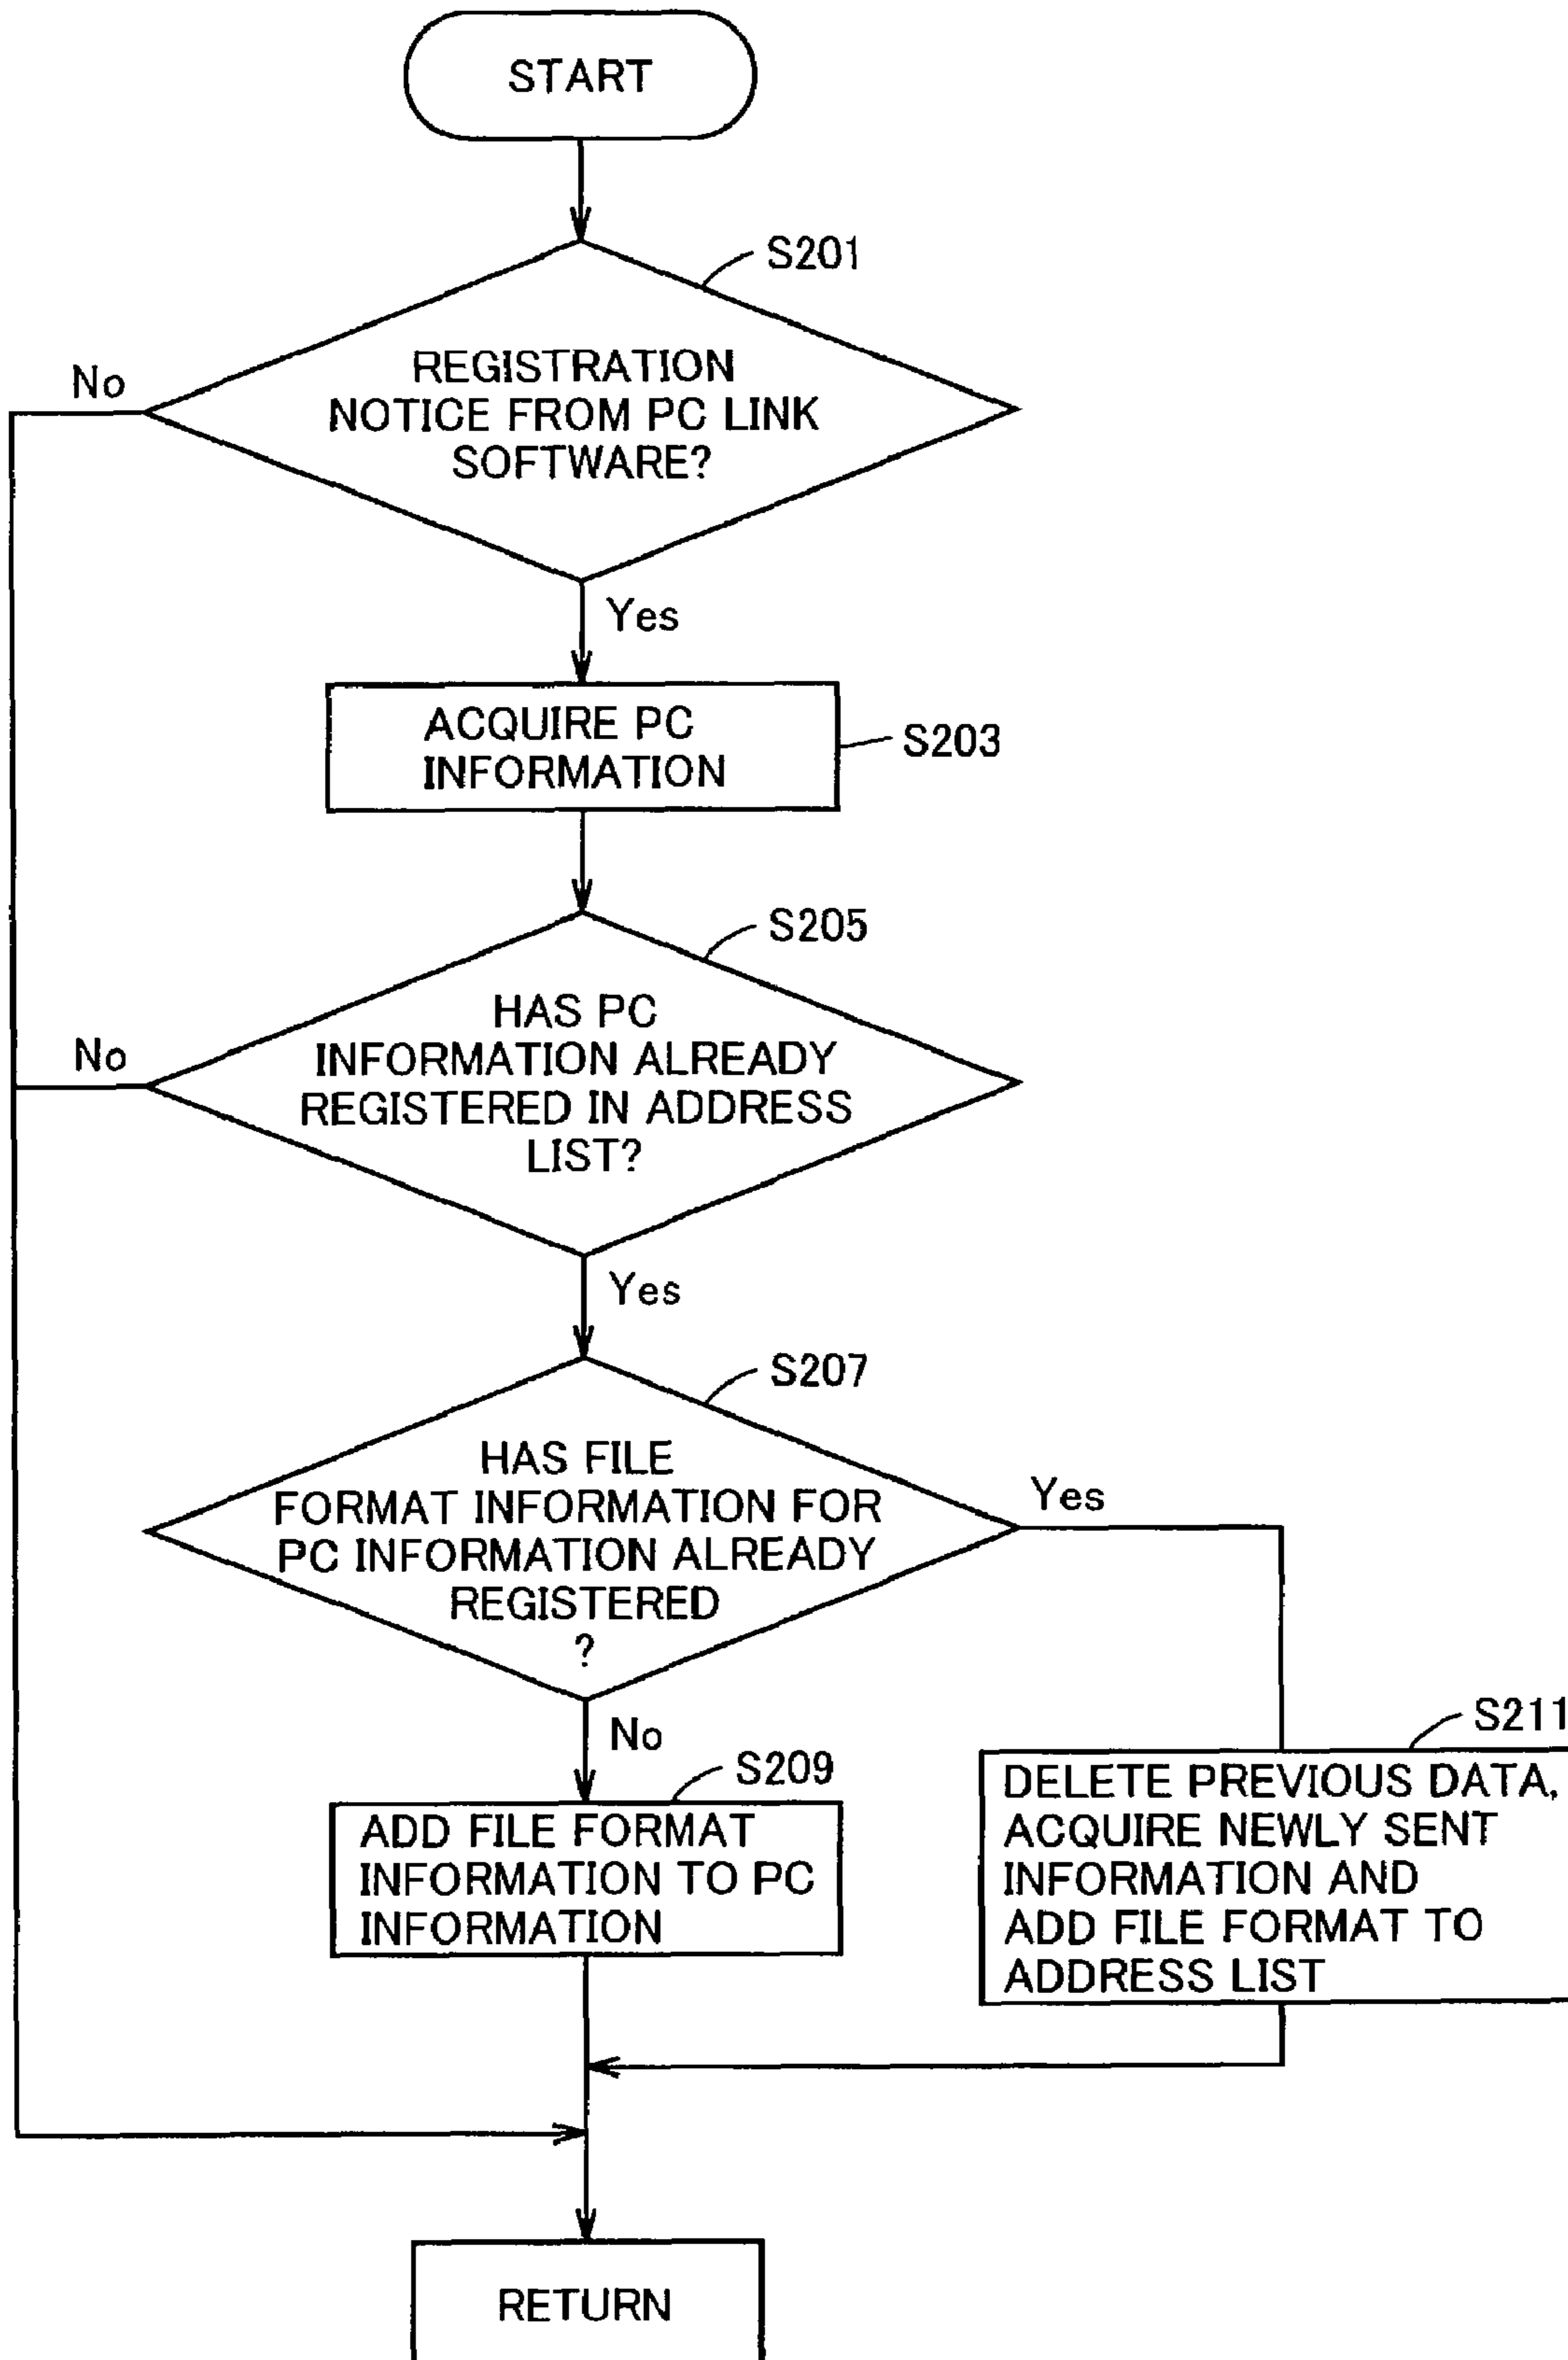 START
S201
No
REGISTRATION
NOTICE FROM PC LINK
SOFTWARE?
Yes
ACQUIRE PC
INFORMATION
S203
S205
No
HAS PC
INFORMATION ALREADY
REGISTERED IN ADDRESS
LIST?
Yes
S207
HAS FILE
FORMAT INFORMATION FOR
PC INFORMATION ALREADY
REGISTERED
?
Yes
No
S209
ADD FILE FORMAT
INFORMATION TO PC
INFORMATION
S211
DELETE PREVIOUS DATA,
ACQUIRE NEWLY SENT
INFORMATION AND
ADD FILE FORMAT TO
ADDRESS LIST
RETURN